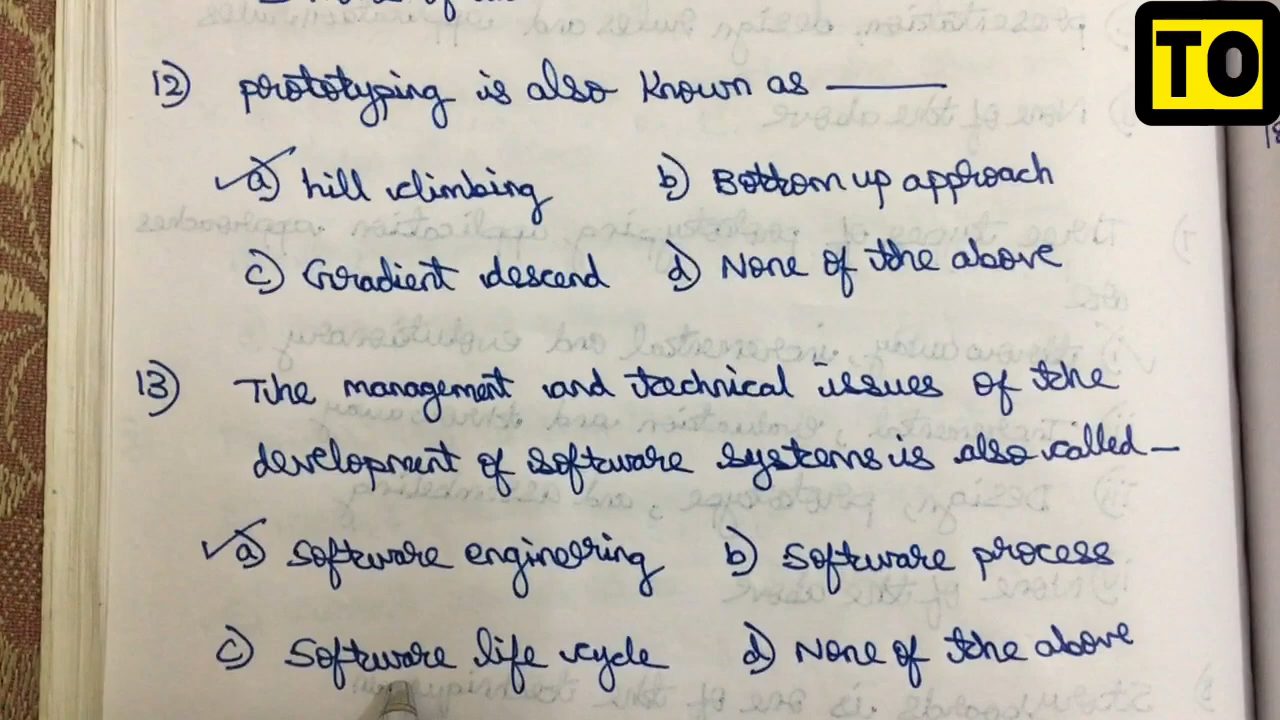 TO
12) prototyping is also known as ———
a) hill climbing b) Bottom up approach
c) Gradient descend d) None of the above
13) The management and technical issues of the
development of software systems is also called —
a) software engineering b) software process
c) software life cycle d) None of the above